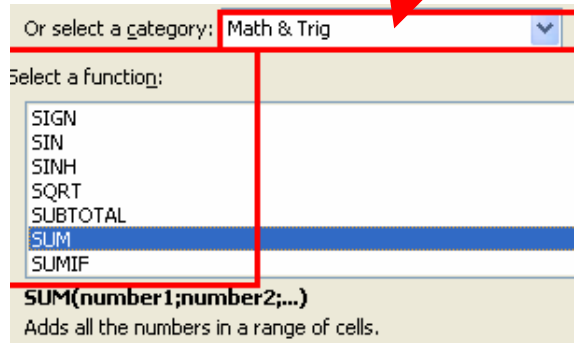 Or select a category: Math & Trig
Select a function:
SIGN
SIN
SINH
SQRT
SUBTOTAL
SUM
SUMIF
SUM(number1;number2;...)
Adds all the numbers in a range of cells.